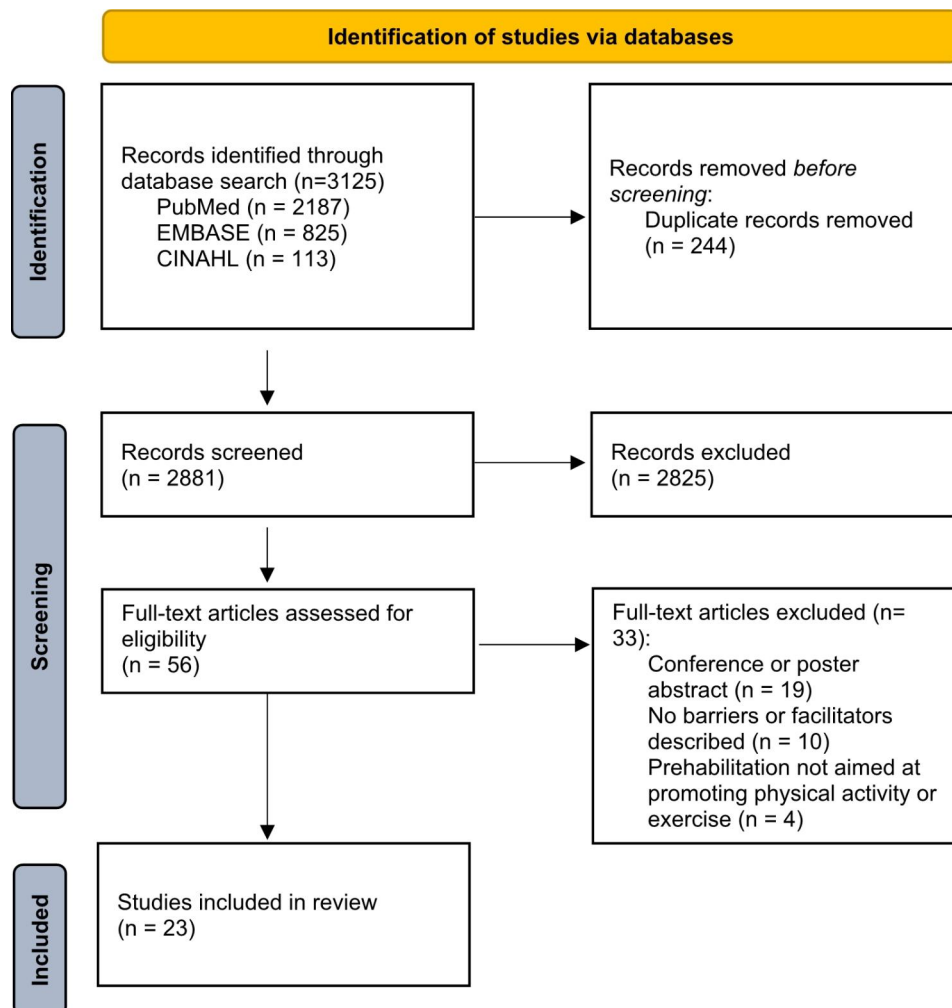 Identification of studies via databases
Identification
Records identified through
database search (n=3125)
PubMed (n = 2187)
EMBASE (n = 825)
CINAHL (n = 113)
Records removed before
screening:
Duplicate records removed
(n = 244)
Screening
Records screened
(n = 2881)
Records excluded
(n = 2825)
Full-text articles assessed for
eligibility
(n = 56)
Full-text articles excluded (n=
33):
Conference or poster
abstract (n = 19)
No barriers or facilitators
described (n = 10)
Prehabilitation not aimed at
promoting physical activity or
exercise (n = 4)
Included
Studies included in review
(n = 23)